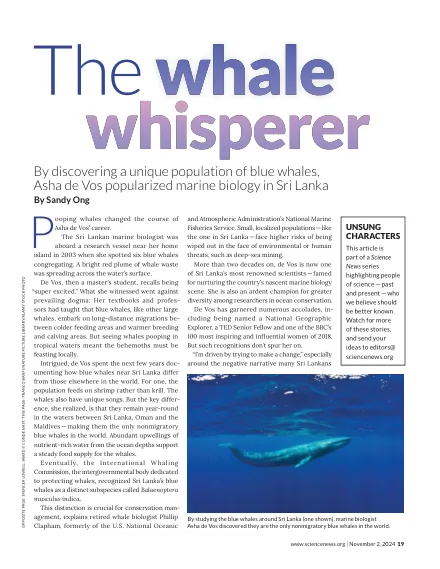 The whale
whisperer
By discovering a unique population of blue whales,
Asha de Vos popularized marine biology in Sri Lanka
By Sandy Ong
Pooping whales changed the course of
Asha de Vos' career.
The Sri Lankan marine biologist was
aboard a research vessel near her home
island in 2003 when she spotted six blue whales
congregating. A bright red plume of whale waste
was spreading across the water's surface.
De Vos, then a master's student, recalls being
"super excited." What she witnessed went against
prevailing dogma: Her textbooks and profes-
sors had taught that blue whales, like other large
whales, embark on long-distance migrations be-
tween colder feeding areas and warmer breeding
and calving areas. But seeing whales pooping in
tropical waters meant the behemoths must be
feasting locally.
Intrigued, de Vos spent the next few years doc-
umenting how blue whales near Sri Lanka differ
from those elsewhere in the world. For one, the
population feeds on shrimp rather than krill. The
whales also have unique songs. But the key differ-
ence, she realized, is that they remain year-round
in the waters between Sri Lanka, Oman and the
Maldives — making them the only nonmigratory
blue whales in the world. Abundant upwellings of
nutrient-rich water from the ocean depths support
a steady food supply for the whales.
Eventually, the International Whaling
Commission, the intergovernmental body dedicated
to protecting whales, recognized Sri Lanka's blue
whales as a distinct subspecies called Balaenoptera
musculus indica.
This distinction is crucial for conservation man-
agement, explains retired whale biologist Phillip
Clapham, formerly of the U.S. National Oceanic
and Atmospheric Administration's National Marine
Fisheries Service. Small, localized populations — like
the one in Sri Lanka — face higher risks of being
wiped out in the face of environmental or human
threats, such as deep-sea mining.
More than two decades on, de Vos is now one
of Sri Lanka's most renowned scientists — famed
for nurturing the country's nascent marine biology
scene. She is also an ardent champion for greater
diversity among researchers in ocean conservation.
De Vos has garnered numerous accolades, in-
cluding being named a National Geographic
Explorer, a TED Senior Fellow and one of the BBC's
100 most inspiring and influential women of 2018.
But such recognitions don't spur her on.
"I'm driven by trying to make a change," especially
around the negative narrative many Sri Lankans
UNSUNG
CHARACTERS
This article is
part of a Science
News series
highlighting people
of science — past
and present — who
we believe should
be better known.
Watch for more
of these stories,
and send your
ideas to editors@
sciencenews.org
By studying the blue whales around Sri Lanka (one shown), marine biologist
Asha de Vos discovered they are the only nonmigratory blue whales in the world.
www.sciencenews.org | November 2, 2024 19